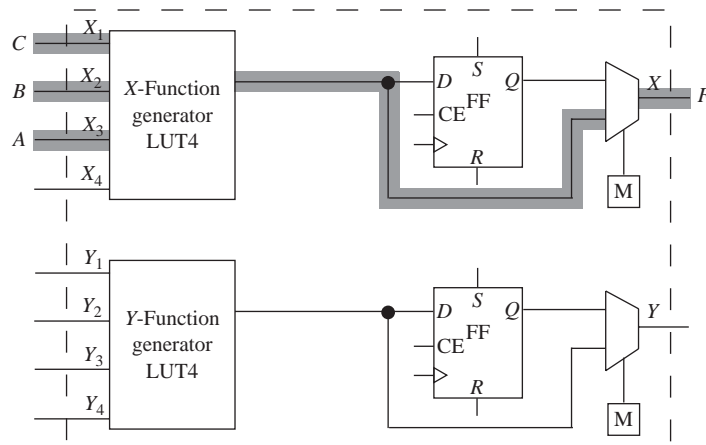 C
X1
B
X2
A
X3
X4
X-Function
generator
LUT4
D
S
Q
CE
FF
R
M
X
F
Y1
Y2
Y3
Y4
Y-Function
generator
LUT4
D
S
Q
CE
FF
R
M
Y